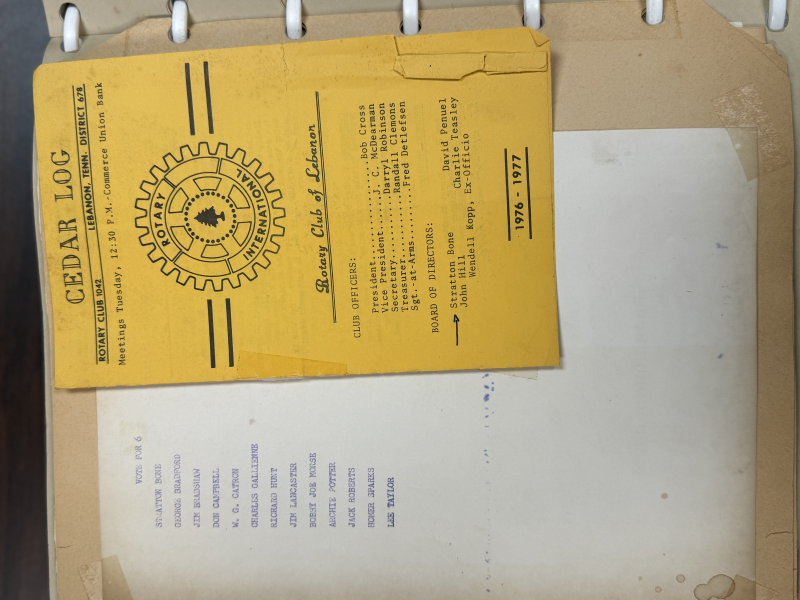 CEDAR LOG
ROTARY CLUB 1042 LEBANON, TENN. DISTRICT 678
Meetings Tuesday, 12:30 P.M.-Commerce Union Bank
ROTARY
INTERNATIONAL
Rotary Club of Lebanon
CLUB OFFICERS:
President..................Bob Cross
Vice President.......J. C. McDearman
Secretary............Darryl Robinson
Treasurer............Randall Clemons
Sgt.-at-Arms..........Fred Detlefsen
BOARD OF DIRECTORS:
Stratton Bone David Penuel
John Hill Charlie Teasley
Wendell Kopp, Ex-Officio
1976 - 1977
VOTE FOR 6
STRATTON BONE
GEORGE BRADFORD
JIM BRADSHAW
DON CAMPBELL
W. G. CATRON
CHARLES GALLIENNE
RICHARD HUNT
JIM LANCASTER
BOBBY JOE MORSE
ARCHIE POTTER
JACK ROBERTS
HOMER SPARKS
LEE TAYLOR